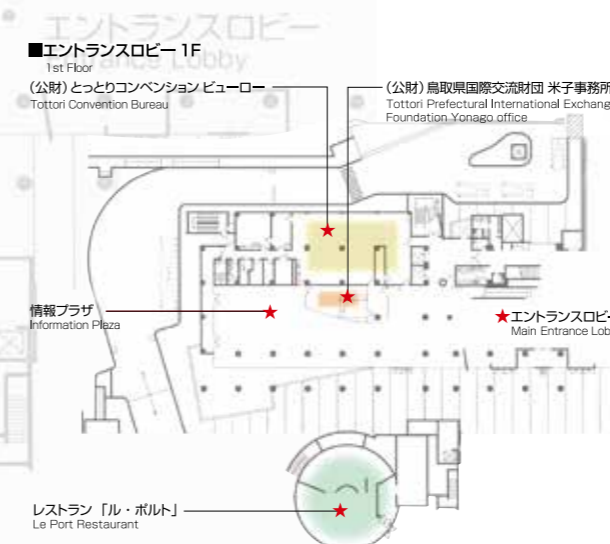 エントランスロビー
Entrance Lobby
■エントランスロビー 1F
1st Floor
(公財) とっとりコンベンション ビューロー
Tottori Convention Bureau
(公財) 鳥取県国際交流財団 米子事務所
Tottori Prefectural International Exchang
Foundation Yonago office
情報プラザ
Information Plaza
★エントランスロビー
Main Entrance Lob
レストラン 「ル・ポルト」
Le Port Restaurant